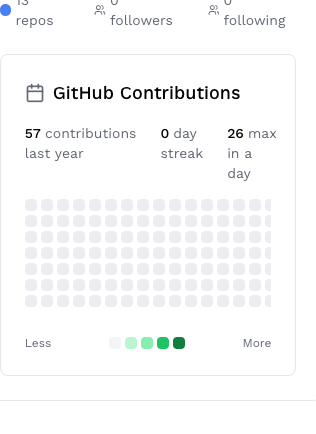 13
repos
0
followers
0
following
GitHub Contributions
57 contributions
last year
0 day
streak
26 max
in a
day
Less
More